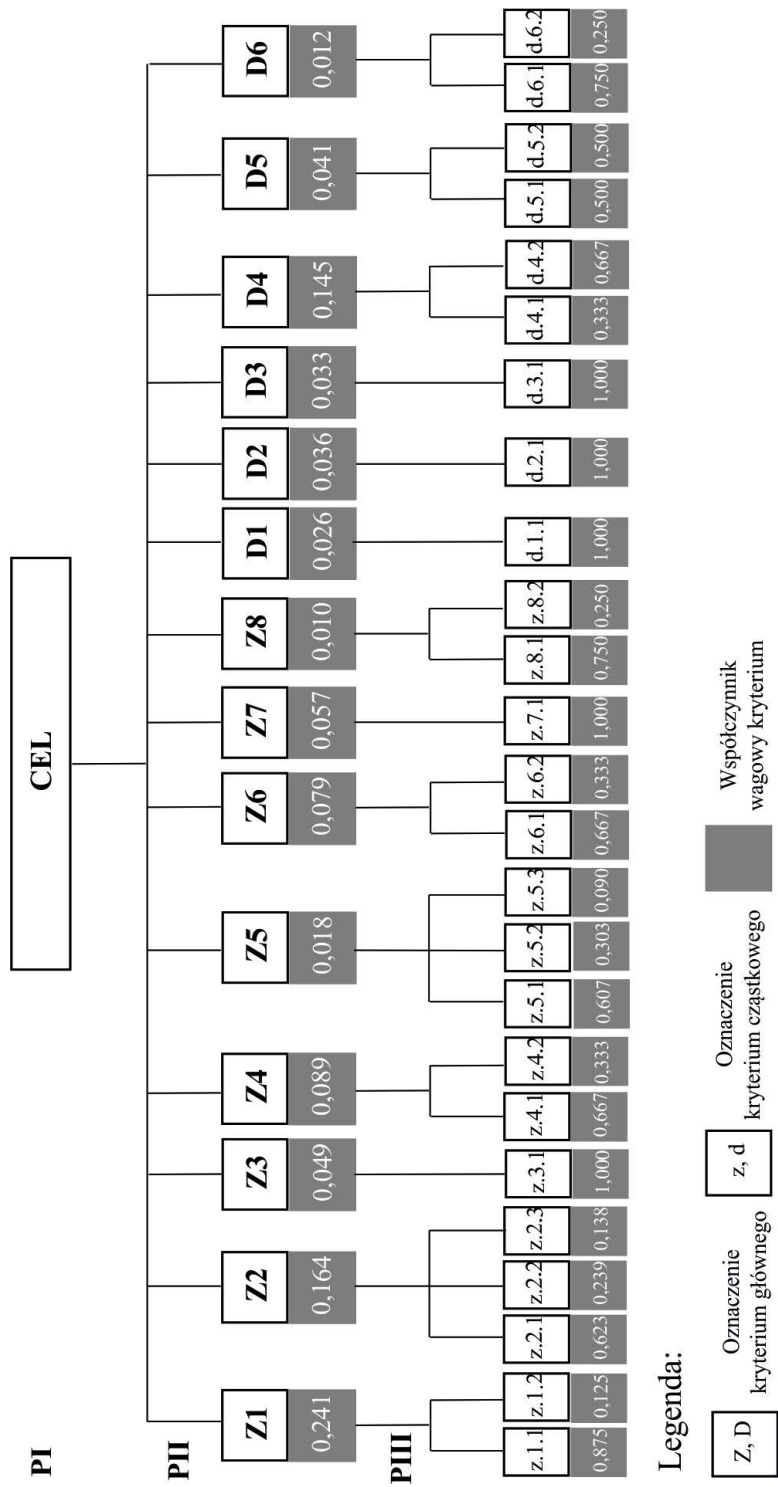 PI
CEL
PII
Z1 Z2 Z3 Z4 Z5 Z6 Z7 Z8 D1 D2 D3 D4 D5 D6
0,241 0,164 0,049 0,089 0,018 0,079 0,057 0,010 0,026 0,036 0,033 0,145 0,041 0,012
PIII
z.1.1 z.1.2 z.2.1 z.2.2 z.2.3 z.3.1 z.4.1 z.4.2 z.5.1 z.5.2 z.5.3 z.6.1 z.6.2 z.7.1 z.8.1 z.8.2 d.1.1 d.2.1 d.3.1 d.4.1 d.4.2 d.5.1 d.5.2 d.6.1 d.6.2
0,875 0,125 0,623 0,239 0,138 1,000 0,667 0,333 0,607 0,303 0,090 0,667 0,333 1,000 0,750 0,250 1,000 1,000 1,000 0,333 0,667 0,500 0,500 0,750 0,250
Legenda:
Z, D
Oznaczenie
kryterium głównego
z, d
Oznaczenie
kryterium cząstkowego
Współczynnik
wagowy kryterium